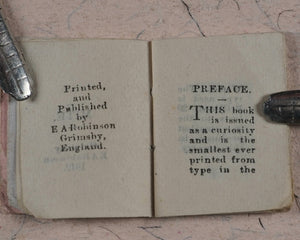 Printed,
and
Published
by
E A Robinson
Grimsby,
England.
PREFACE.
THIS book
is issued
as a curiosity
and is the
smallest ever
printed from
type in the